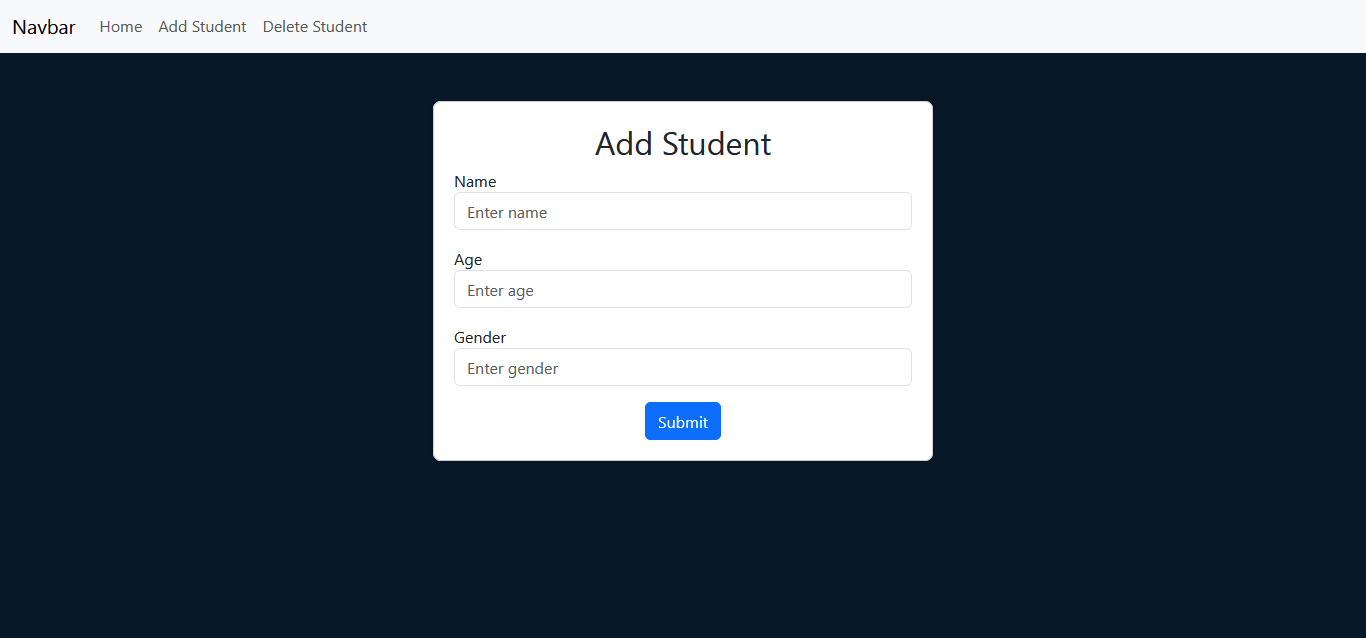 Navbar Home Add Student Delete Student
Add Student
Name
Enter name
Age
Enter age
Gender
Enter gender
Submit